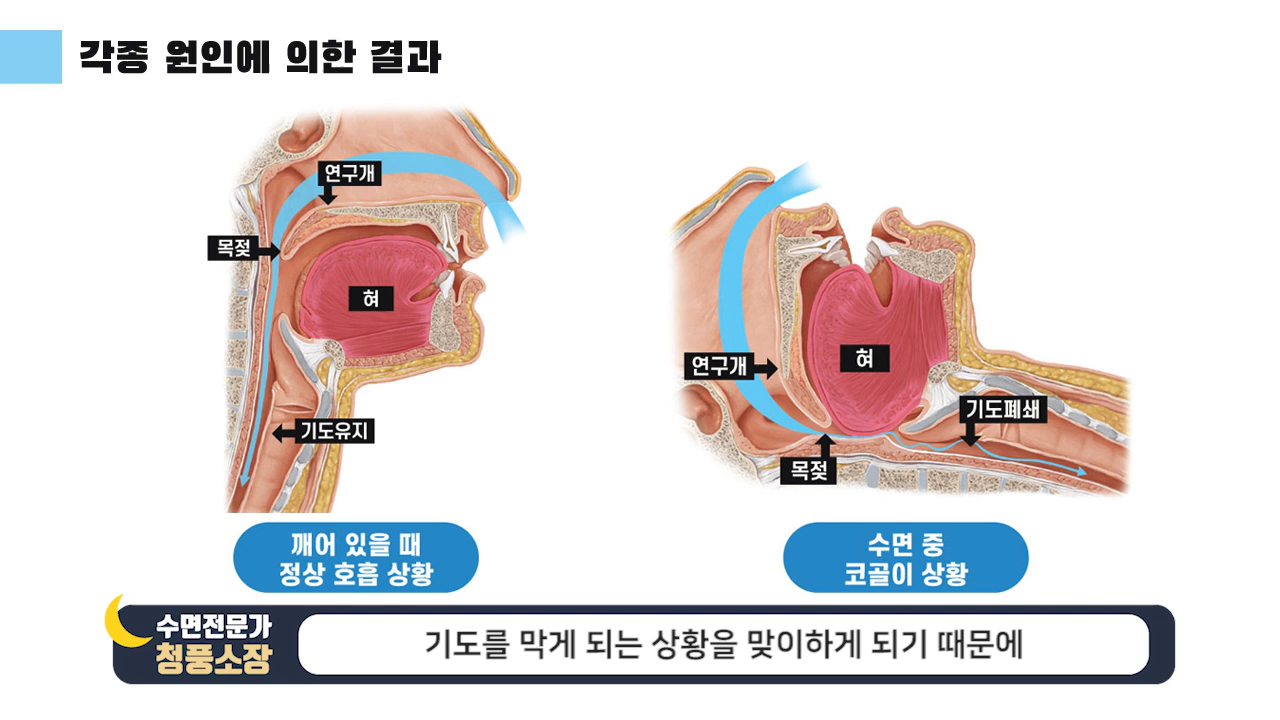 각종 원인에 의한 결과
연구개
목젖
혀
기도유지
연구개
혀
기도폐쇄
목젖
깨어 있을 때
정상 호흡 상황
수면 중
코골이 상황
수면전문가
청풍소장
기도를 막게 되는 상황을 맞이하게 되기 때문에